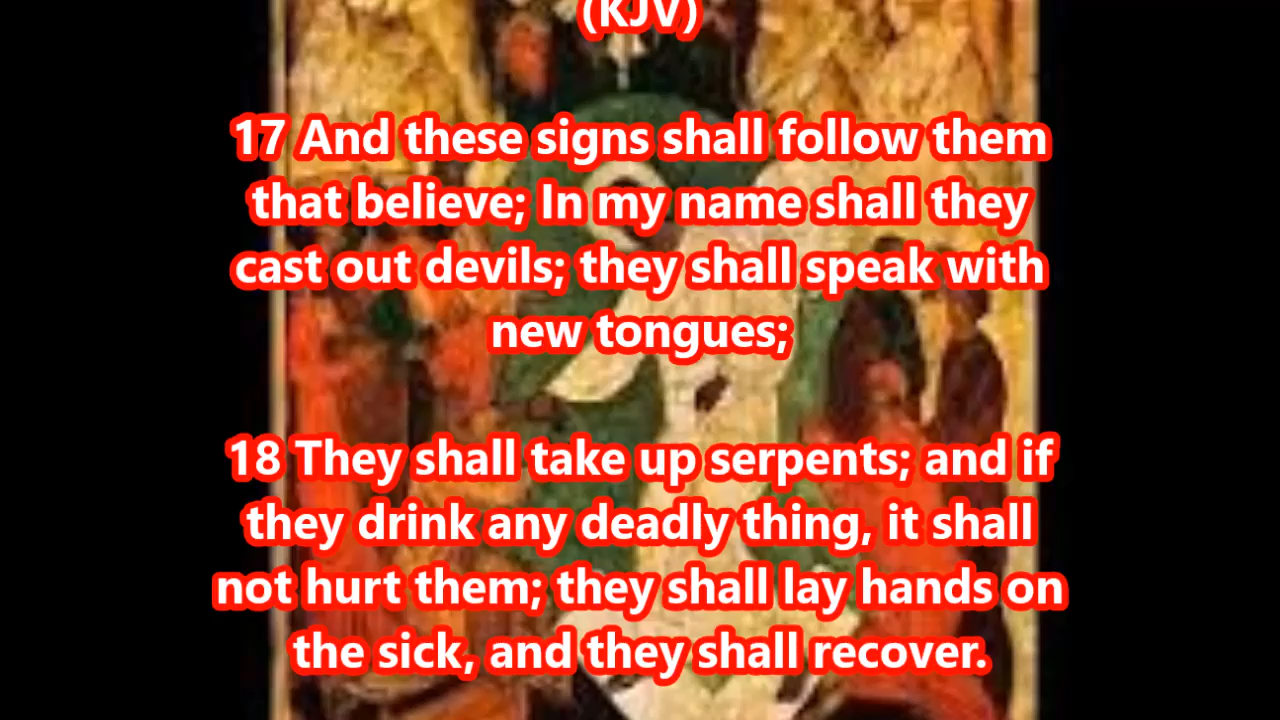 (KJV)
17 And these signs shall follow them
that believe; In my name shall they
cast out devils; they shall speak with
new tongues;
18 They shall take up serpents; and if
they drink any deadly thing, it shall
not hurt them; they shall lay hands on
the sick, and they shall recover.